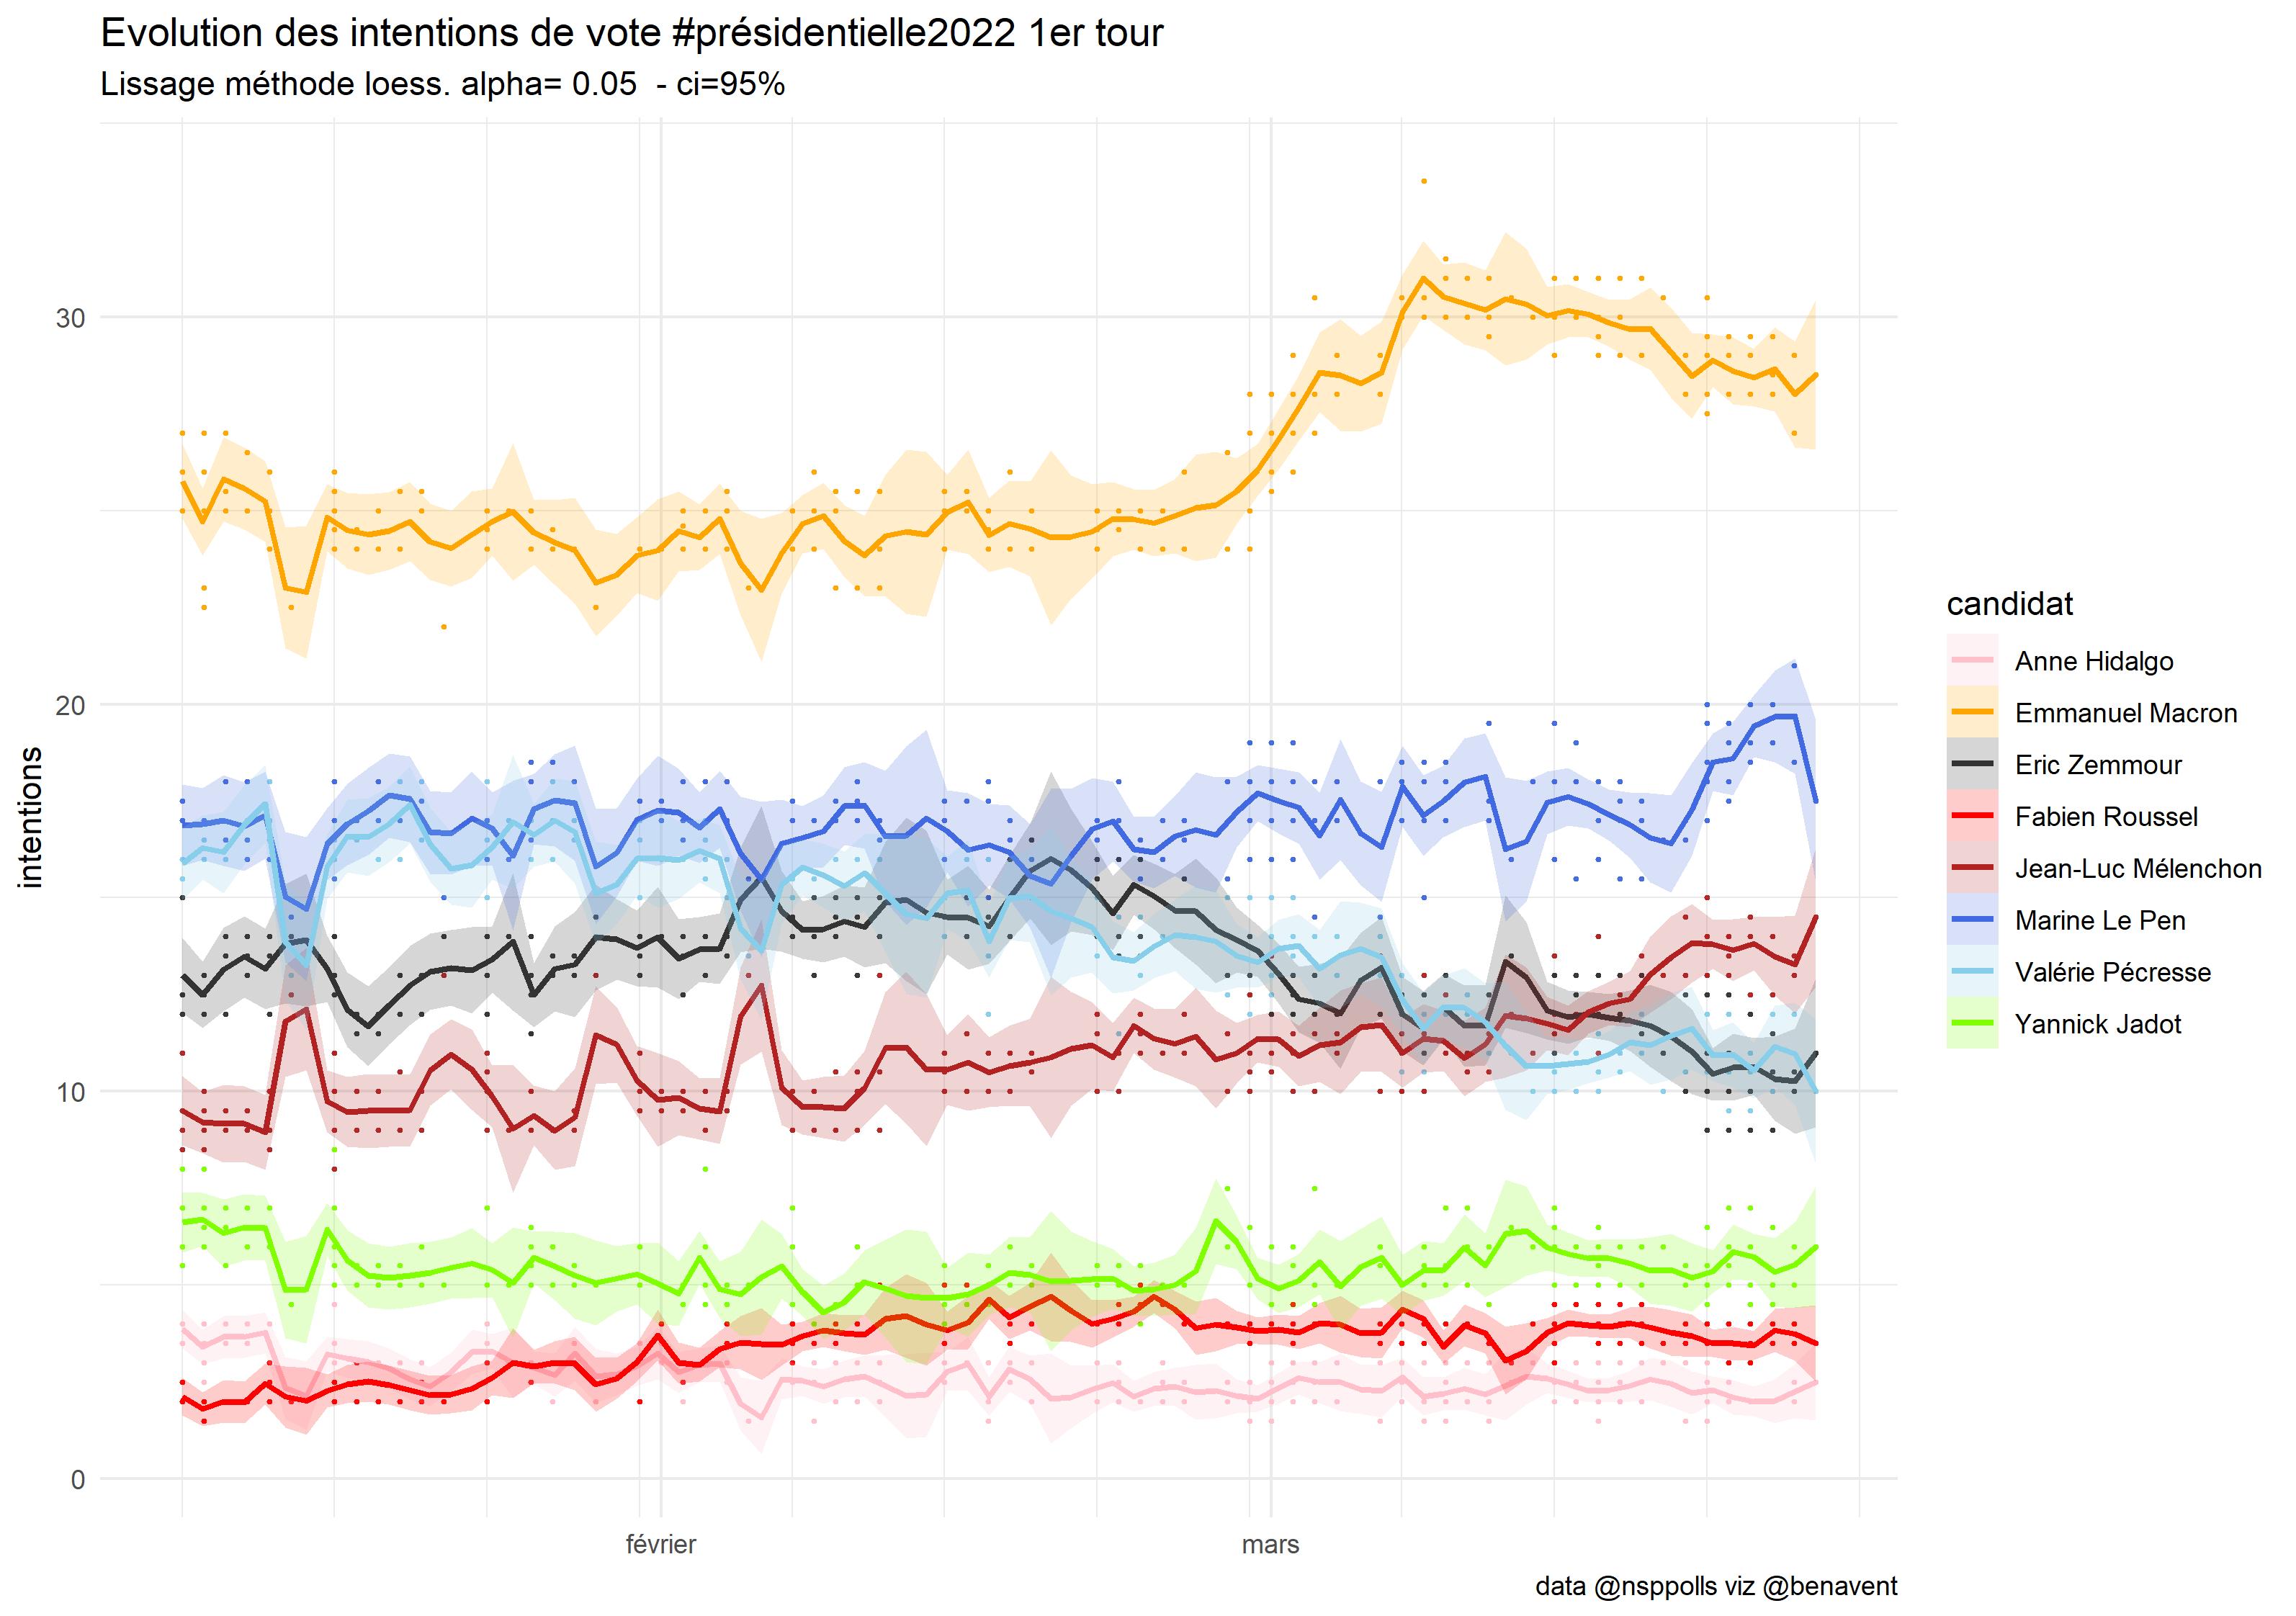 Evolution des intentions de vote #présidentielle2022 1er tour
Lissage méthode loess. alpha= 0.05  - ci=95%
intentions
30
20
10
0
février
mars
candidat
Anne Hidalgo
Emmanuel Macron
Eric Zemmour
Fabien Roussel
Jean-Luc Mélenchon
Marine Le Pen
Valérie Pécresse
Yannick Jadot
data @nsppolls viz @benavent